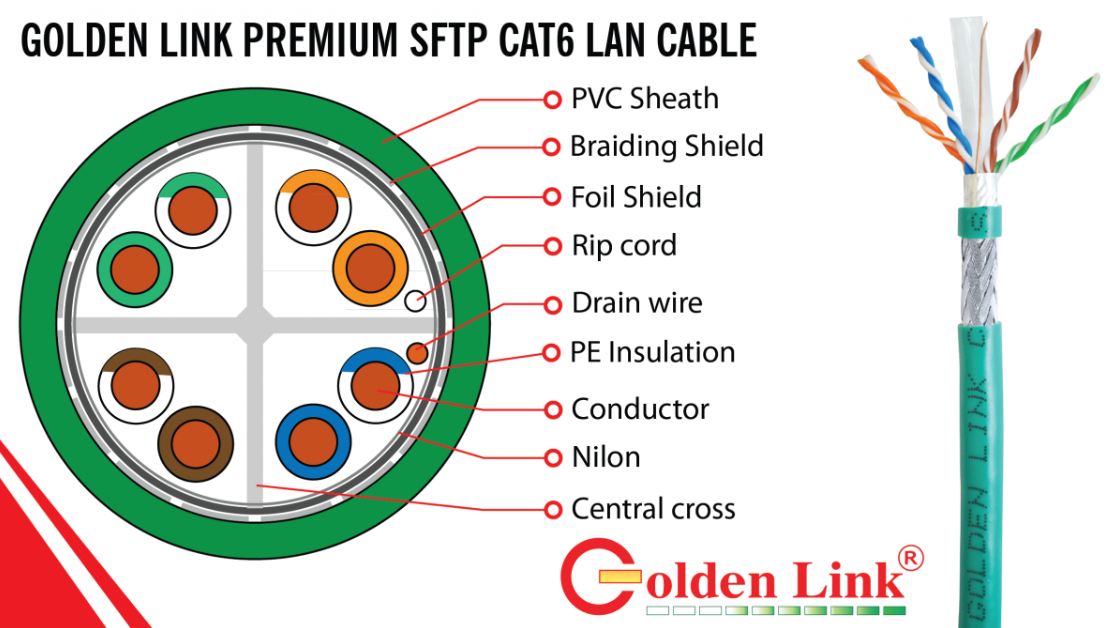 GOLDEN LINK PREMIUM SFTP CAT6 LAN CABLE
PVC Sheath
Braiding Shield
Foil Shield
Rip cord
Drain wire
PE Insulation
Conductor
Nilon
Central cross
Golden Link®
GOLDEN LINK C